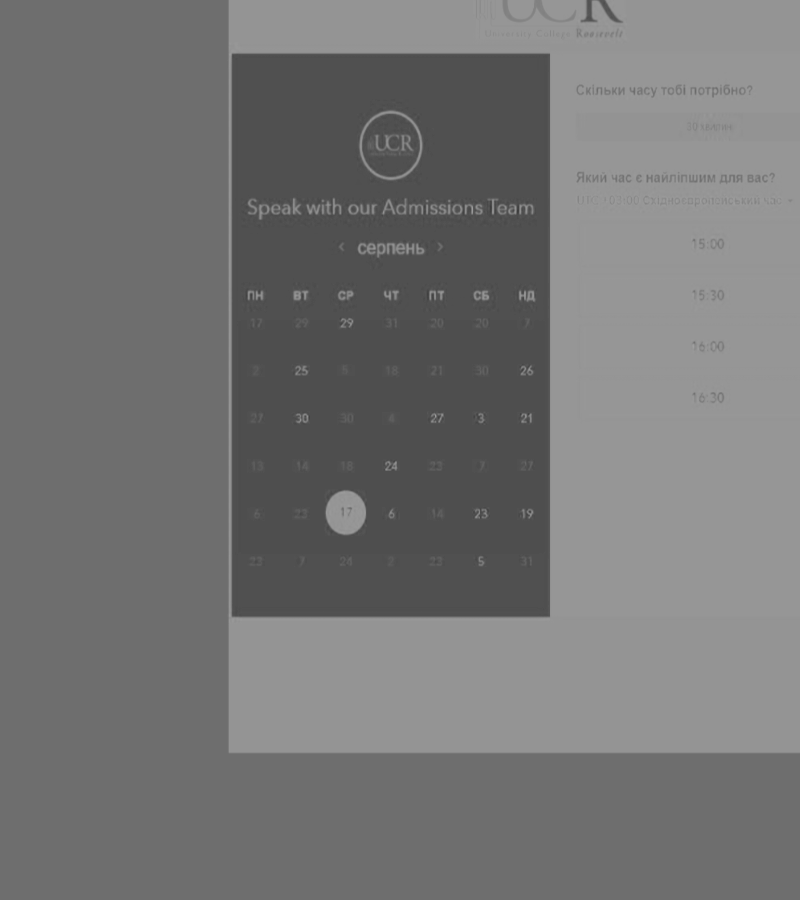 UCR
University College Roosevelt
UCR
Speak with our Admissions Team
‹ серпень ›
ПН ВТ СР ЧТ ПТ СБ НД
17 29 29 31 20 20 7
2 25 5 18 21 30 26
27 30 30 4 27 3 21
13 14 18 24 22 7 27
6 22 17 6 14 23 19
22 7 28 2 23 5 31
Скільки часу тобі потрібно?
30 хвилин
Який час є найліпшим для вас?
UTC +03:00 Східноєвропейський час
15:00
15:30
16:00
16:30